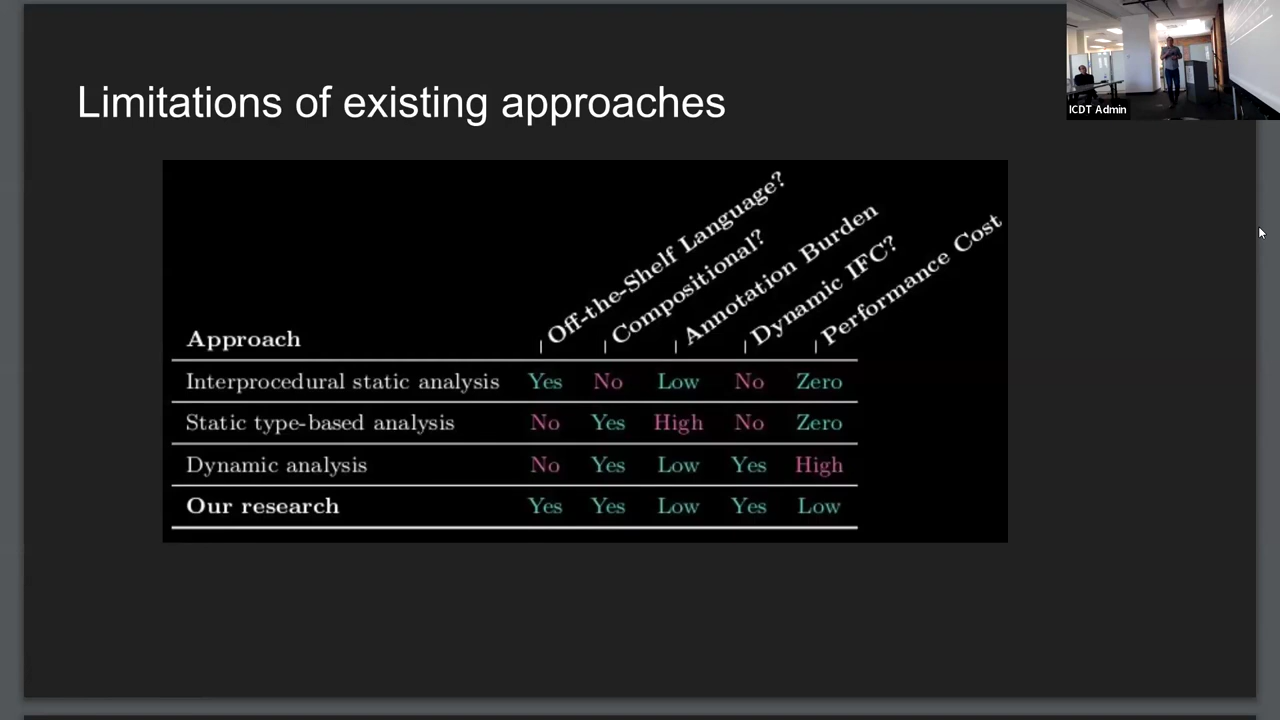 Limitations of existing approaches
ICDT Admin
Approach Off-the-Shelf Language? Compositional? Annotation Burden Dynamic IFC? Performance Cost
Interprocedural static analysis Yes No Low No Zero
Static type-based analysis No Yes High No Zero
Dynamic analysis No Yes Low Yes High
Our research Yes Yes Low Yes Low